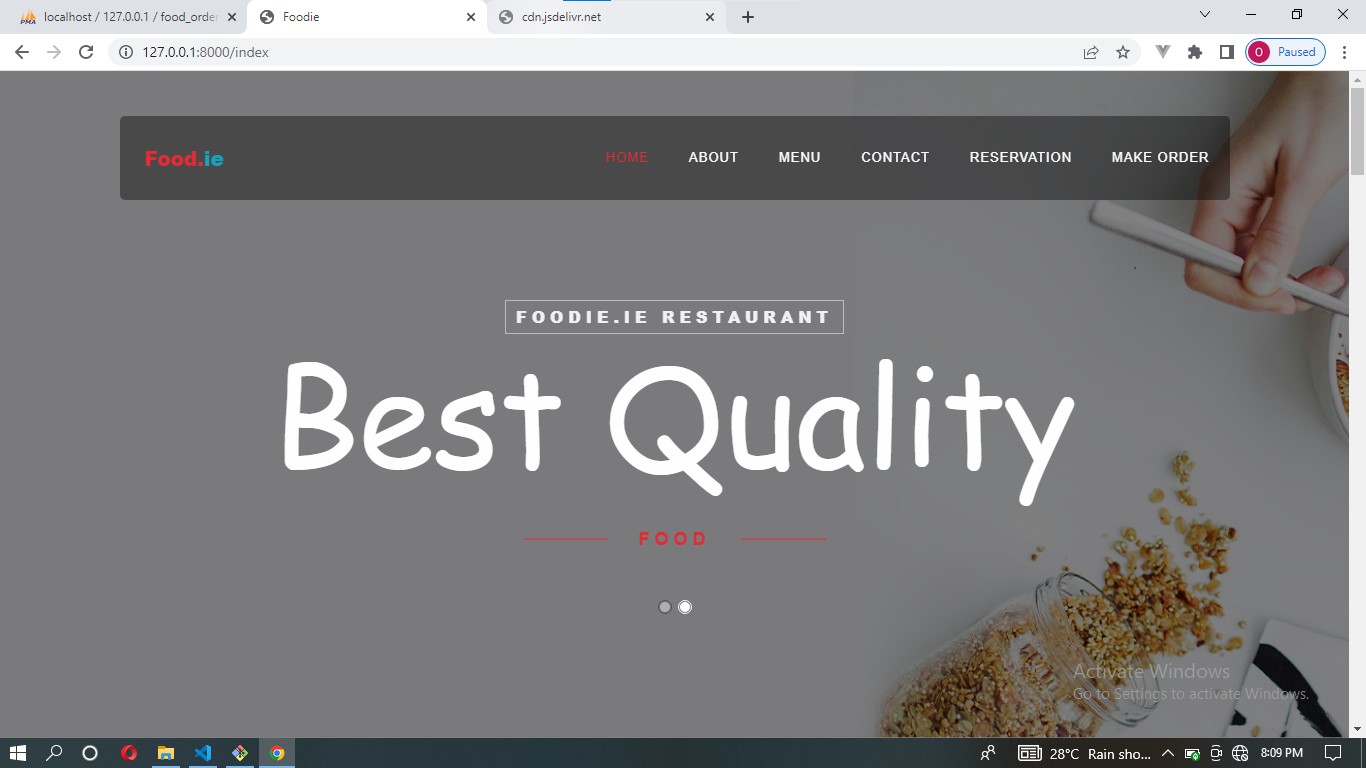 localhost / 127.0.0.1 / food_order
Foodie
cdn.jsdelivr.net
127.0.0.1:8000/index
O Paused
Food.ie
HOME ABOUT MENU CONTACT RESERVATION MAKE ORDER
FOODIE.IE RESTAURANT
Best Quality
FOOD
Activate Windows
Go to Settings to activate Windows.
28°C Rain sho... 8:09 PM